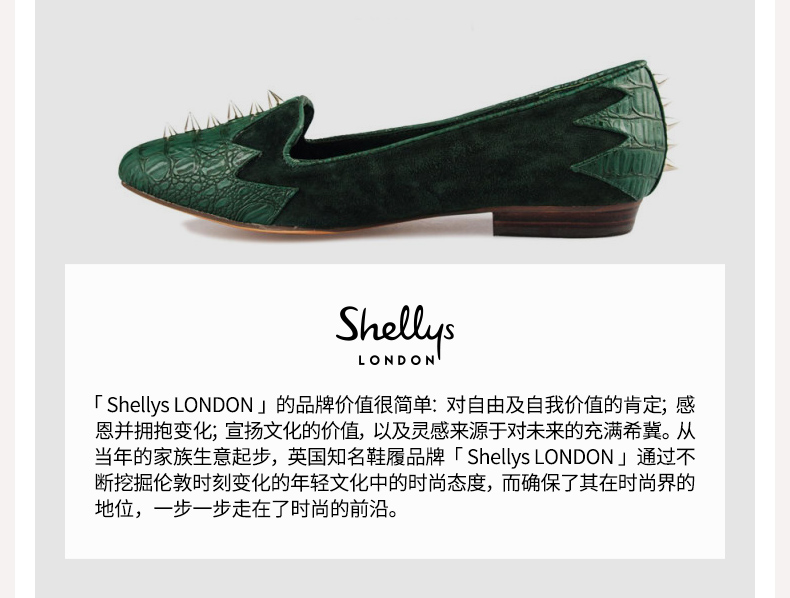 Shellys
LONDON
「 Shellys LONDON 」的品牌价值很简单：对自由及自我价值的肯定；感
恩并拥抱变化；宣扬文化的价值，以及灵感来源于对未来的充满希冀。从
当年的家族生意起步，英国知名鞋履品牌「 Shellys LONDON 」通过不
断挖掘伦敦时刻变化的年轻文化中的时尚态度，而确保了其在时尚界的
地位，一步一步走在了时尚的前沿。